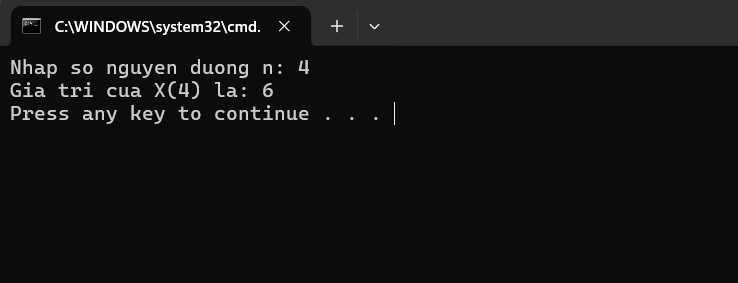 C:\WINDOWS\system32\cmd.
Nhap so nguyen duong n: 4
Gia tri cua X(4) la: 6
Press any key to continue . . .